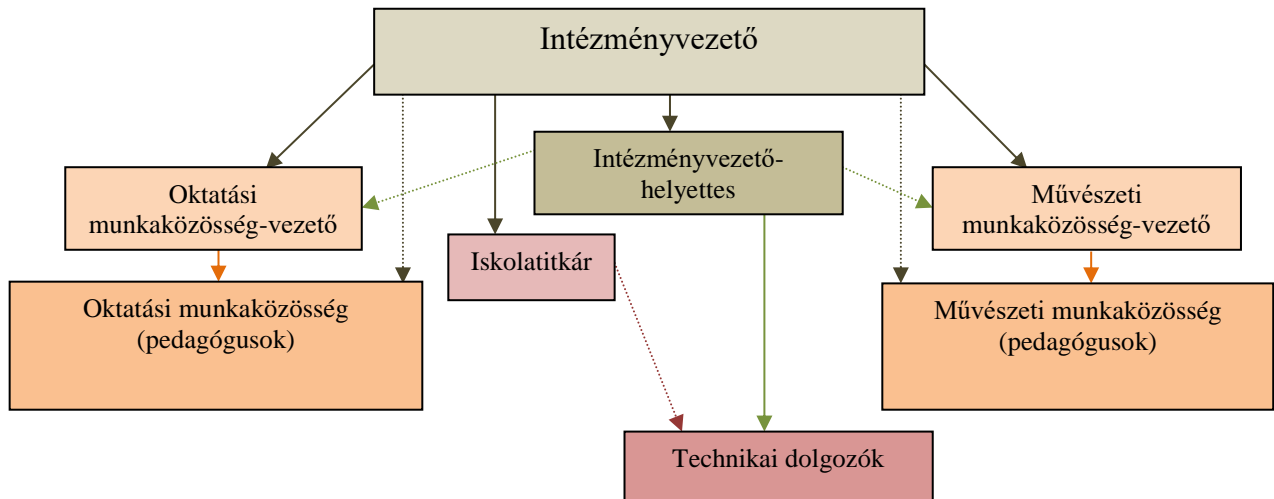 Intézményvezető
Intézményvezető-
helyettes
Oktatási
munkaközösség-vezető
Művészeti
munkaközösség-vezető
Iskolatitkár
Oktatási munkaközösség
(pedagógusok)
Művészeti munkaközösség
(pedagógusok)
Technikai dolgozók